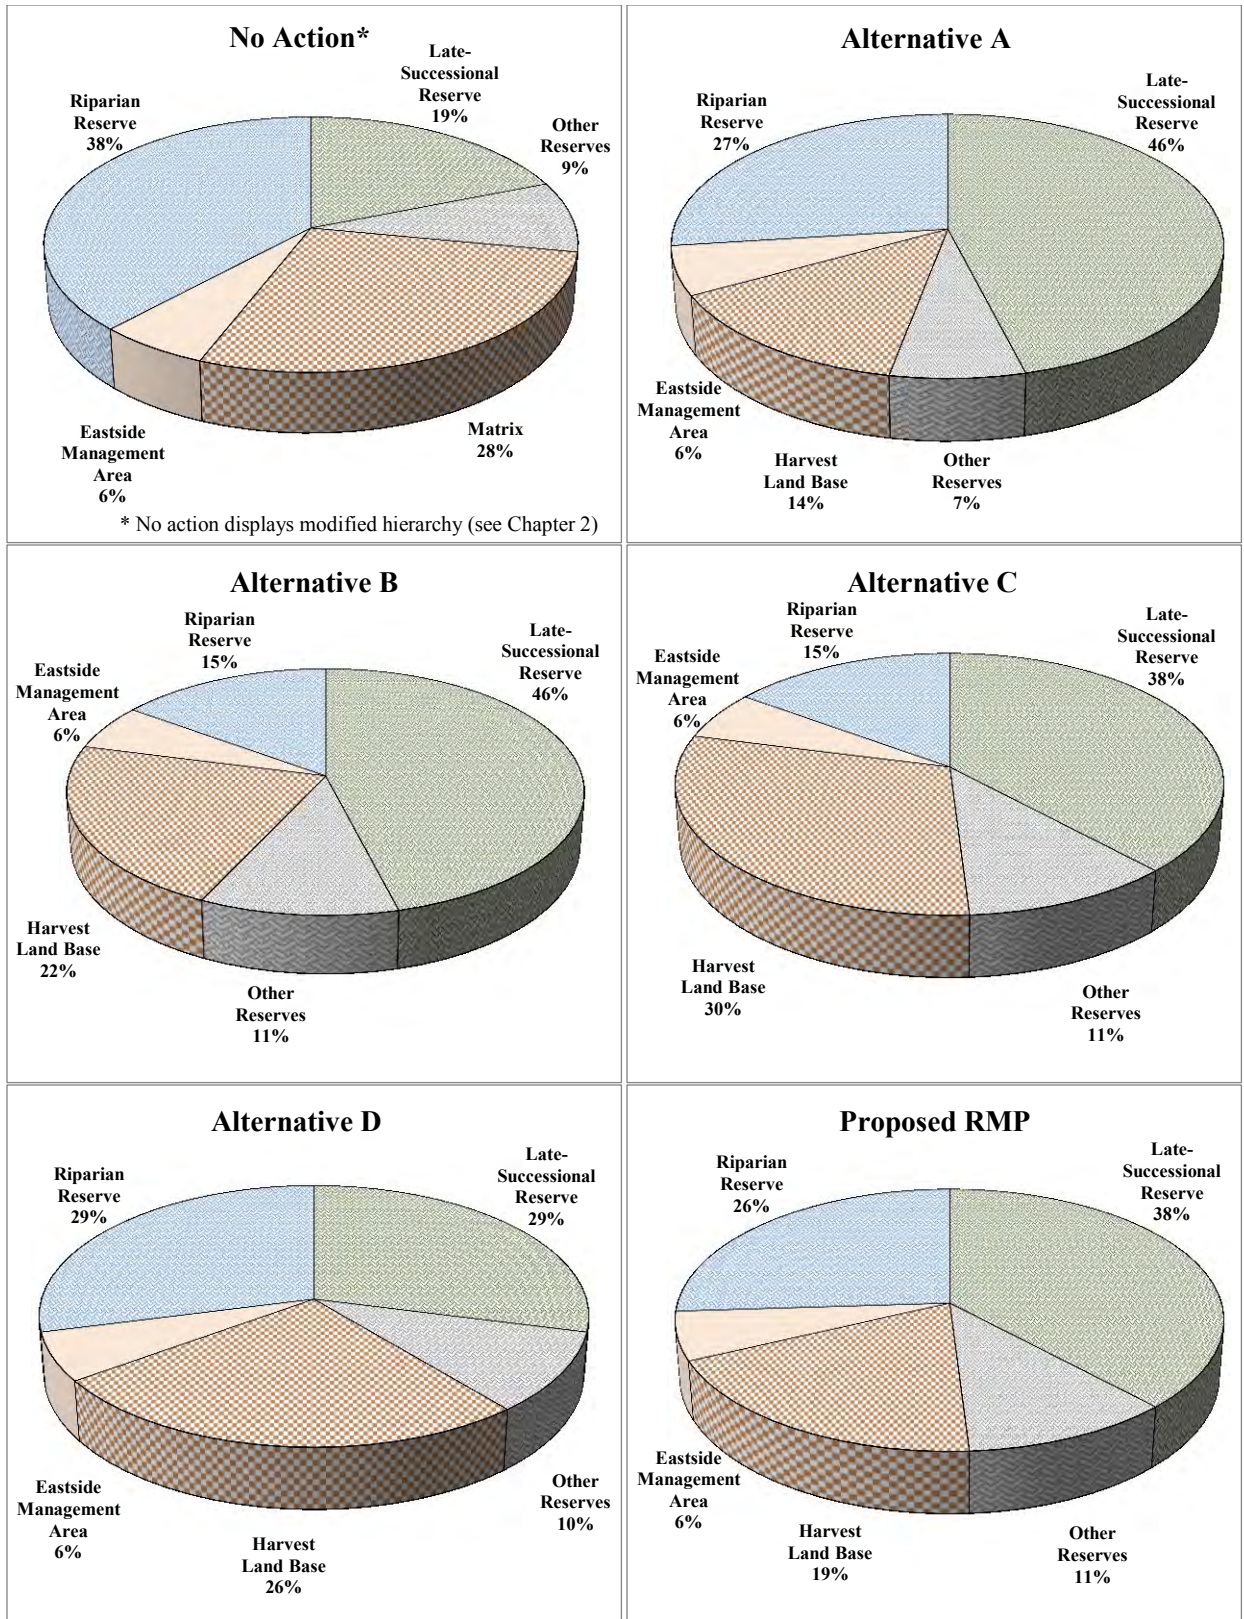 No Action*
Late-
Successional
Reserve
19%
Riparian
Reserve
38%
Other
Reserves
9%
Matrix
28%
Eastside
Management
Area
6%
* No action displays modified hierarchy (see Chapter 2)
Alternative A
Late-
Successional
Reserve
46%
Riparian
Reserve
27%
Eastside
Management
Area
6%
Harvest
Land Base
14%
Other
Reserves
7%
Alternative B
Riparian
Reserve
15%
Late-
Successional
Reserve
46%
Eastside
Management
Area
6%
Harvest
Land Base
22%
Other
Reserves
11%
Alternative C
Riparian
Reserve
15%
Late-
Successional
Reserve
38%
Eastside
Management
Area
6%
Harvest
Land Base
30%
Other
Reserves
11%
Alternative D
Riparian
Reserve
29%
Late-
Successional
Reserve
29%
Eastside
Management
Area
6%
Harvest
Land Base
26%
Other
Reserves
10%
Proposed RMP
Riparian
Reserve
26%
Late-
Successional
Reserve
38%
Eastside
Management
Area
6%
Harvest
Land Base
19%
Other
Reserves
11%